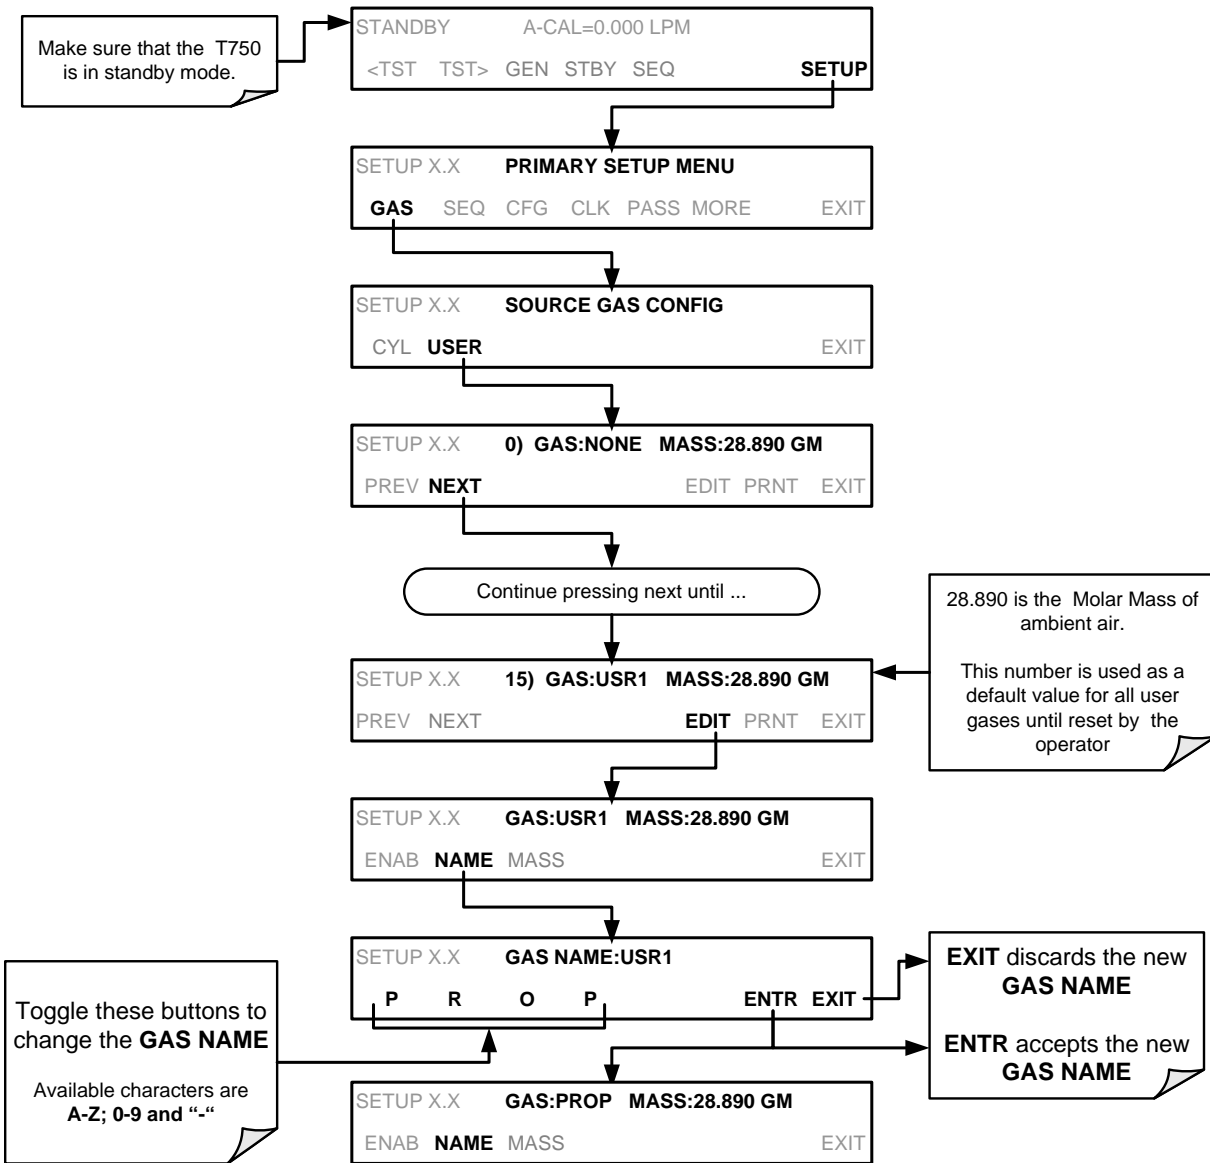 Make sure that the T750
is in standby mode.
STANDBY A-CAL=0.000 LPM
<TST TST> GEN STBY SEQ SETUP
SETUP X.X PRIMARY SETUP MENU
GAS SEQ CFG CLK PASS MORE EXIT
SETUP X.X SOURCE GAS CONFIG
CYL USER EXIT
SETUP X.X 0) GAS:NONE MASS:28.890 GM
PREV NEXT EDIT PRNT EXIT
Continue pressing next until ...
28.890 is the Molar Mass of
ambient air.
This number is used as a
default value for all user
gases until reset by the
operator
SETUP X.X 15) GAS:USR1 MASS:28.890 GM
PREV NEXT EDIT PRNT EXIT
SETUP X.X GAS:USR1 MASS:28.890 GM
ENAB NAME MASS EXIT
SETUP X.X GAS NAME:USR1
P R O P ENTR EXIT
EXIT discards the new
GAS NAME
ENTR accepts the new
GAS NAME
Toggle these buttons to
change the GAS NAME
Available characters are
A-Z; 0-9 and “-“
SETUP X.X GAS:PROP MASS:28.890 GM
ENAB NAME MASS EXIT